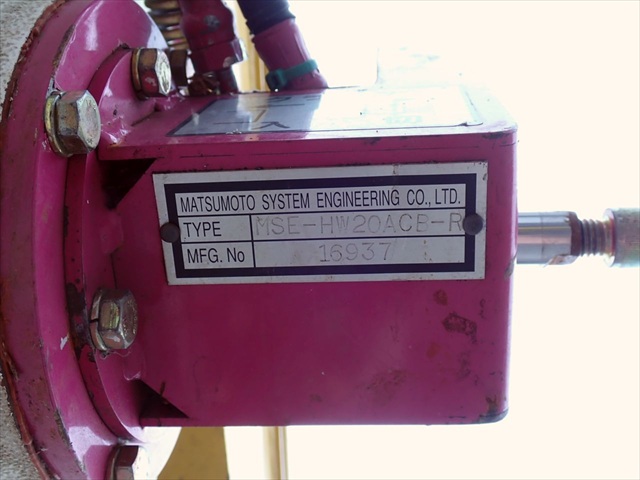 MATSUMOTO SYSTEM ENGINEERING CO., LTD.
TYPE MSE-HW20ACB-R
MFG. No 16937